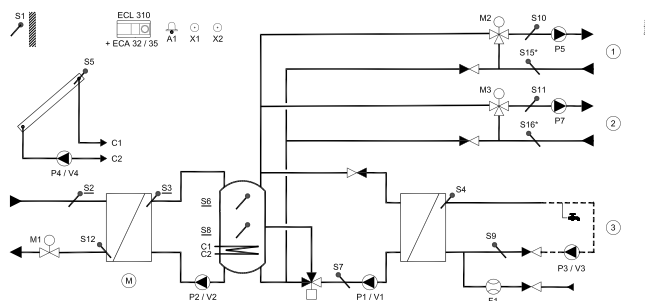 S1
ECL 310
+ ECA 32 / 35
A1
X1
X2
M2
S10
P5
S15*
1
S5
C1
C2
P4 / V4
M3
S11
P7
S16*
2
S2
S3
S6
S4
S8
C1
C2
M1
S12
M
P2 / V2
S7
P1 / V1
S9
P3 / V3
3
F1